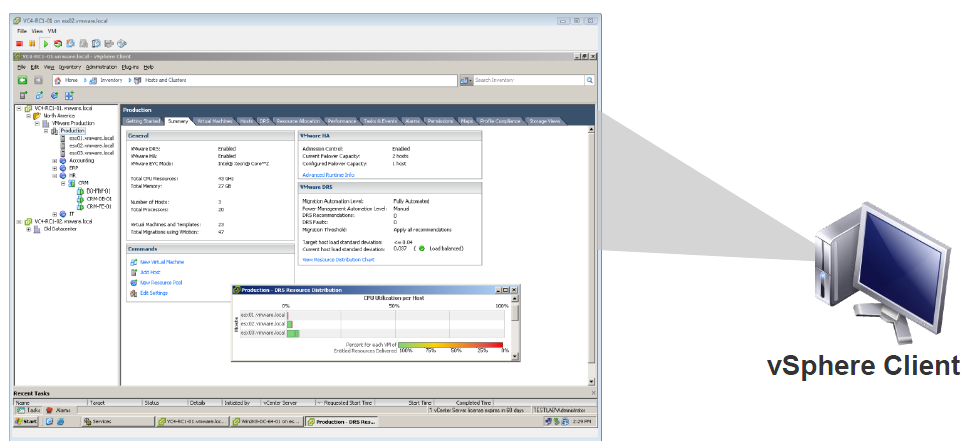 VC4-RC1-01 on esx02.vmware.local
File View VM
VC4-RC1-01.vmware.local - vSphere Client
File Edit View Inventory Administration Plug-ins Help
Home Inventory Hosts and Clusters Search Inventory
VC4-RC1-01.vmware.local
North America
VMware Production
Production
esx01.vmware.local
esx02.vmware.local
esx03.vmware.local
Accounting
ERP
HR
CRM
CRM-DB-01
CRM-FE-01
IT
VC4-RC1-02.vmware.local
Old Datacenter
Production
Getting Started Summary Virtual Machines Hosts DRS Resource Allocation Performance Tasks & Events Alarms Permissions Maps Profile Compliance Storage Views
General
VMware DRS: Enabled
VMware HA: Enabled
VMware EVC Mode: Intel® Xeon® Core™2
Total CPU Resources: 43 GHz
Total Memory: 27 GB
Number of Hosts: 3
Total Processors: 20
Virtual Machines and Templates: 23
Total Migrations using VMotion: 47
Commands
New Virtual Machine
Add Host
New Resource Pool
Edit Settings
VMware HA
Admission Control: Enabled
Current Failover Capacity: 2 hosts
Configured Failover Capacity: 1 host
Advanced Runtime Info
VMware DRS
Migration Automation Level: Fully Automated
Power Management Automation Level: Manual
DRS Recommendations: 0
DRS Faults: 0
Migration Threshold: Apply all recommendations.
Target host load standard deviation: <= 0.04
Current host load standard deviation: 0.037 ( Load balanced)
View Resource Distribution Chart
Production - DRS Resource Distribution
CPU Utilization per Host
0% 50% 100%
Hosts
esx01.vmware.local
esx02.vmware.local
esx03.vmware.local
Percent for each VM of
Entitled Resources Delivered 100% 75% 50% 25% 0%
vSphere Client
Recent Tasks
Name Target Status Details Initiated by vCenter Server Requested Start Time Start Time Completed Time
Tasks Alarms vCenter Server license expires in 60 days TESTLAB\Administrator
Start Services VC4-RC1-01.vmware.loc... Production - DRS Res... 2:29 PM